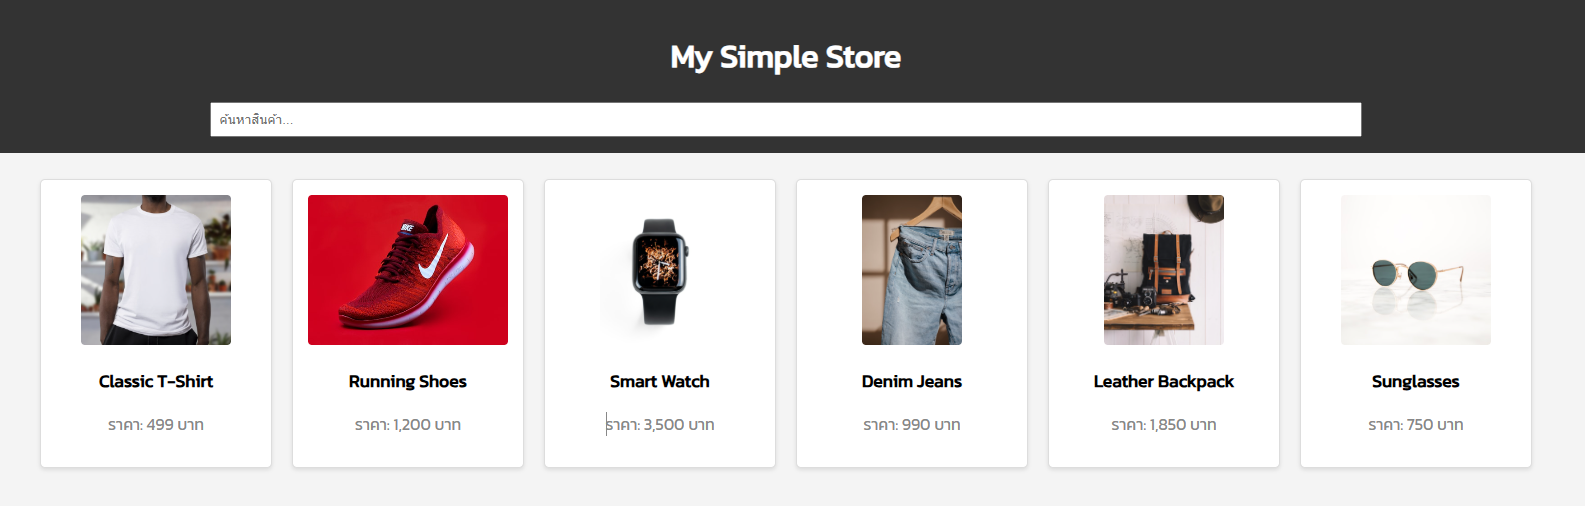 My Simple Store
ค้นหาสินค้า...
NIKE
Classic T-Shirt
ราคา: 499 บาท
Running Shoes
ราคา: 1,200 บาท
Smart Watch
ราคา: 3,500 บาท
Denim Jeans
ราคา: 990 บาท
Leather Backpack
ราคา: 1,850 บาท
Sunglasses
ราคา: 750 บาท